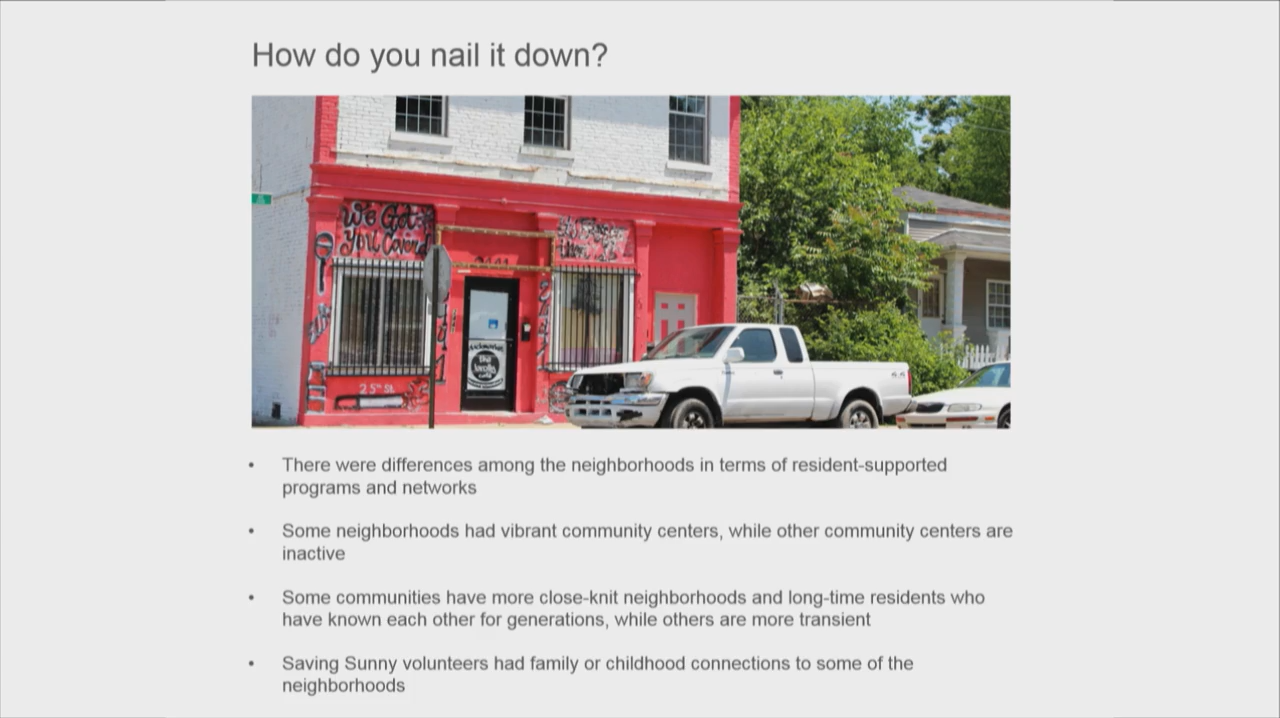 How do you nail it down?
We Got
You Covered
25th St.
• There were differences among the neighborhoods in terms of resident-supported
programs and networks
• Some neighborhoods had vibrant community centers, while other community centers are
inactive
• Some communities have more close-knit neighborhoods and long-time residents who
have known each other for generations, while others are more transient
• Saving Sunny volunteers had family or childhood connections to some of the
neighborhoods